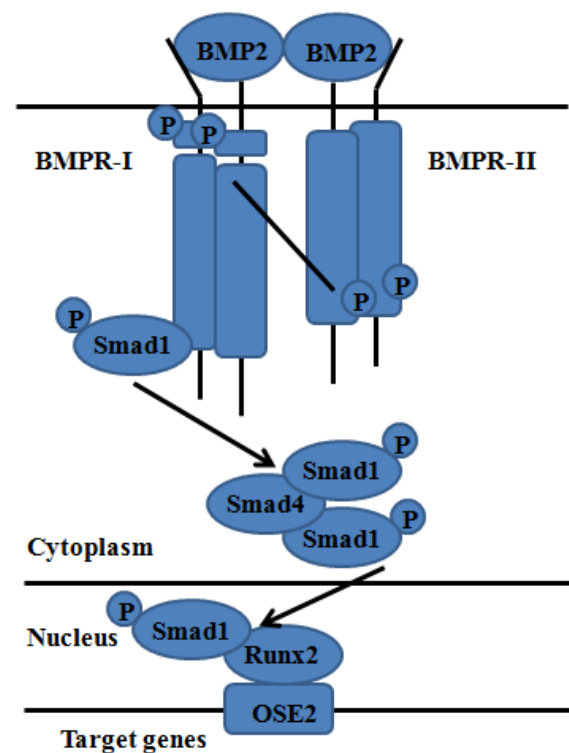 BMP2 BMP2
P P
BMPR-I BMPR-II
P P
P
Smad1
P
Smad1
Smad4
P
Smad1
Cytoplasm
P
Smad1
Nucleus
Runx2
OSE2
Target genes